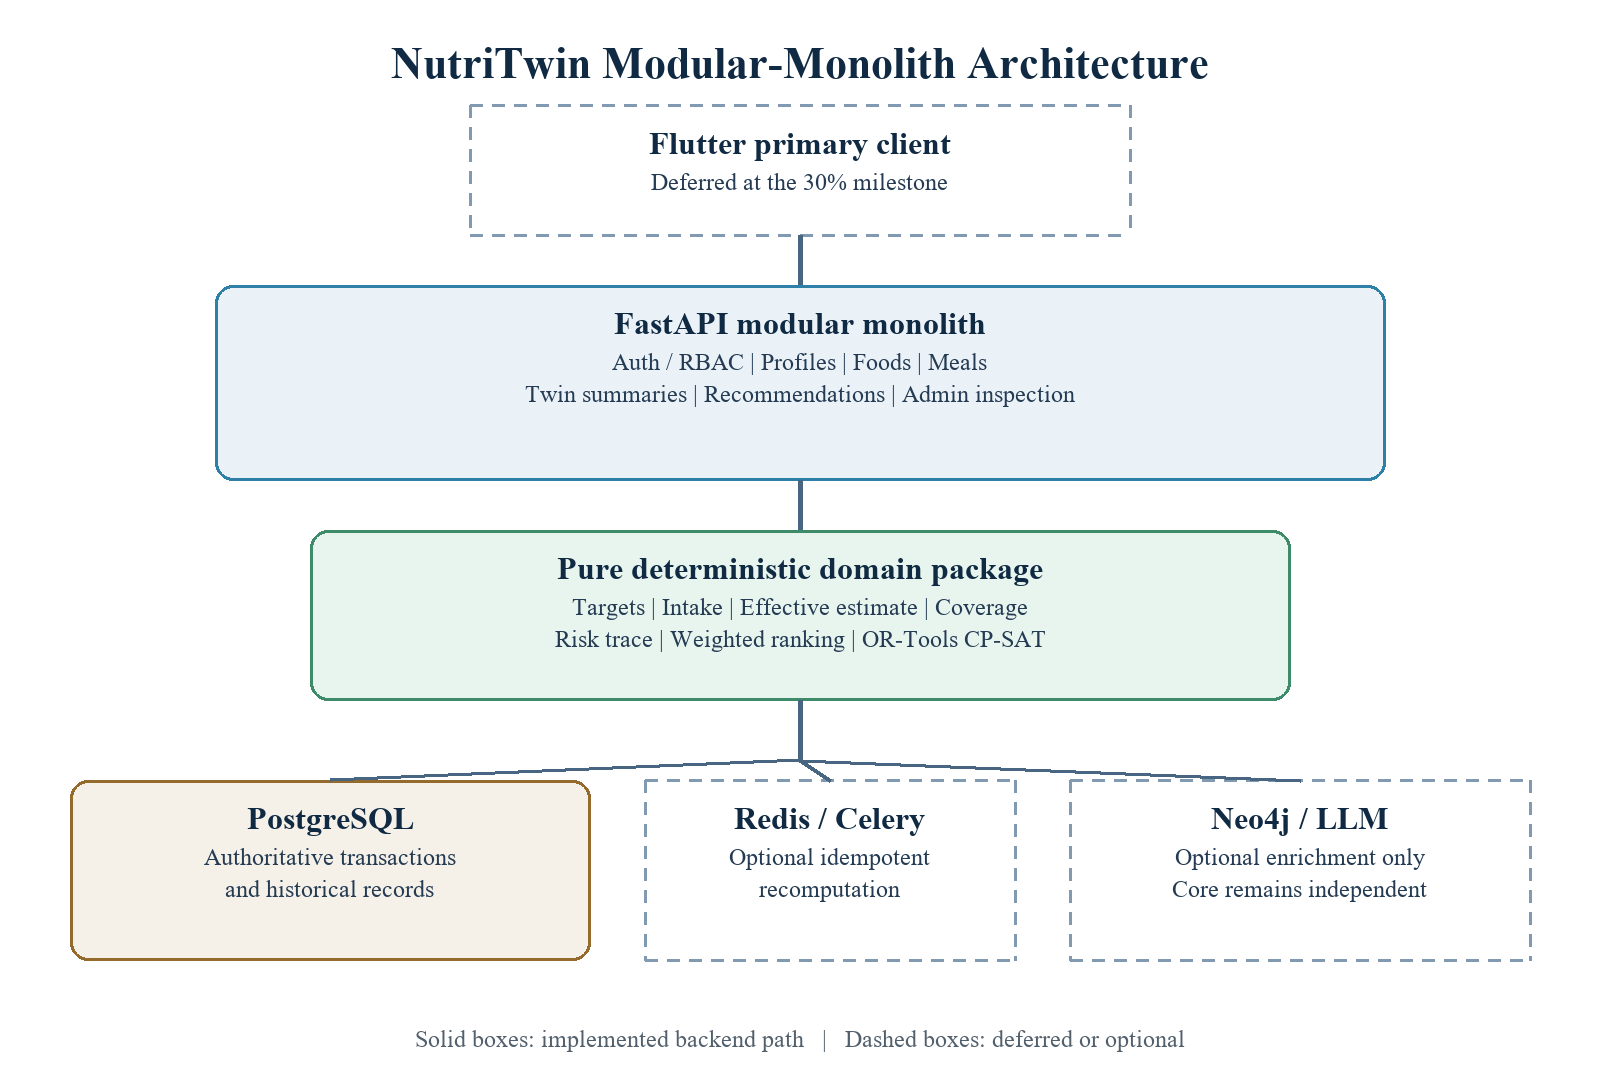 NutriTwin Modular-Monolith Architecture
Flutter primary client
Deferred at the 30% milestone
FastAPI modular monolith
Auth / RBAC | Profiles | Foods | Meals
Twin summaries | Recommendations | Admin inspection
Pure deterministic domain package
Targets | Intake | Effective estimate | Coverage
Risk trace | Weighted ranking | OR-Tools CP-SAT
PostgreSQL
Authoritative transactions
and historical records
Redis / Celery
Optional idempotent
recomputation
Neo4j / LLM
Optional enrichment only
Core remains independent
Solid boxes: implemented backend path | Dashed boxes: deferred or optional